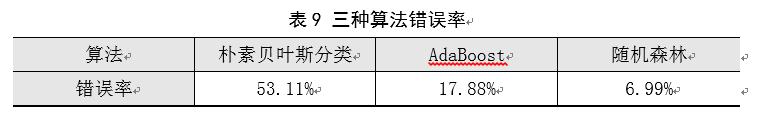 表 9 三种算法错误率
算法 朴素贝叶斯分类 AdaBoost 随机森林
错误率 53.11% 17.88% 6.99%